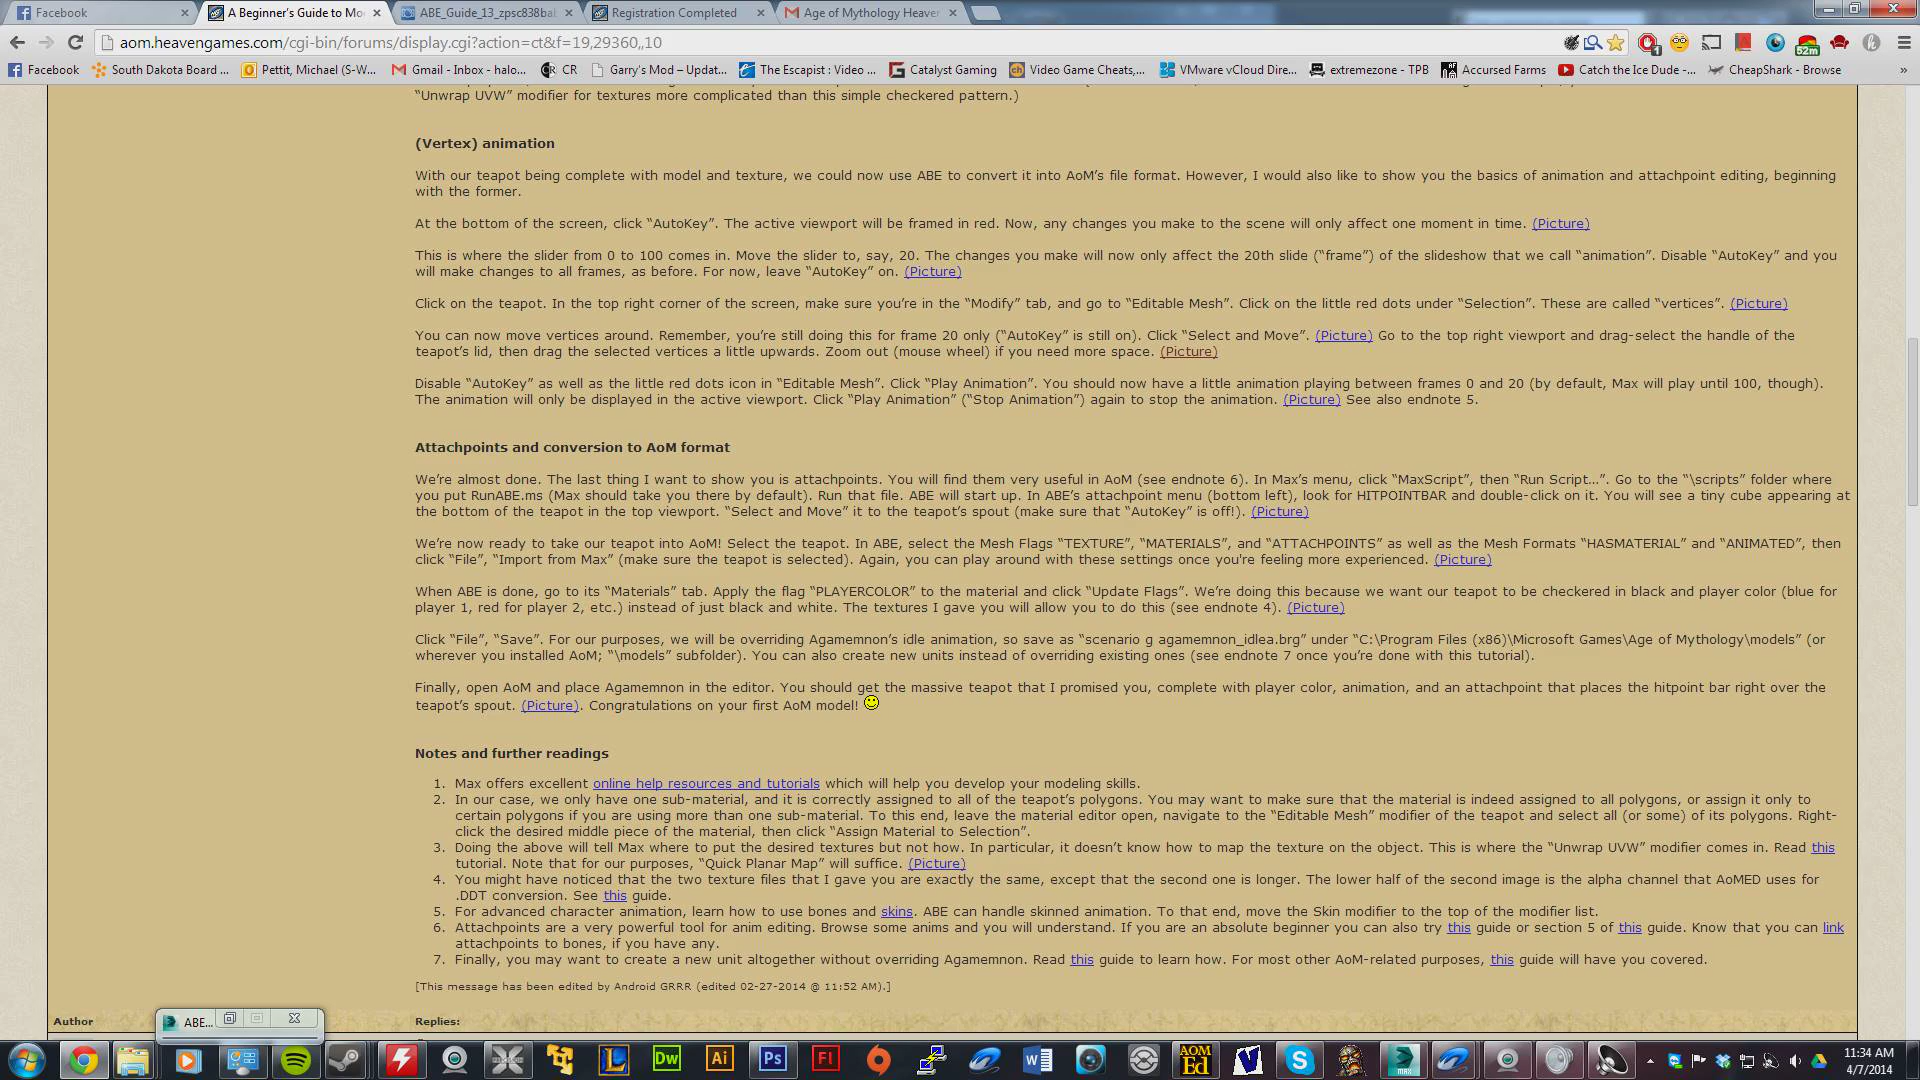 Facebook
A Beginner's Guide to Mo
ABE_Guide_13_zpsc838bab
Registration Completed
Age of Mythology Heaven
aom.heavengames.com/cgi-bin/forums/display.cgi?action=ct&f=19,29360,,10
52m
Facebook
South Dakota Board ...
Pettit, Michael (S-W...
Gmail - Inbox - halo...
CR
Garry's Mod – Updat...
The Escapist : Video ...
Catalyst Gaming
Video Game Cheats,...
VMware vCloud Dire...
extremezone - TPB
Accursed Farms
Catch the Ice Dude -...
CheapShark - Browse
»
“Unwrap UVW” modifier for textures more complicated than this simple checkered pattern.)
(Vertex) animation
With our teapot being complete with model and texture, we could now use ABE to convert it into AoM’s file format. However, I would also like to show you the basics of animation and attachpoint editing, beginning
with the former.
At the bottom of the screen, click “AutoKey”. The active viewport will be framed in red. Now, any changes you make to the scene will only affect one moment in time. (Picture)
This is where the slider from 0 to 100 comes in. Move the slider to, say, 20. The changes you make will now only affect the 20th slide (“frame”) of the slideshow that we call “animation”. Disable “AutoKey” and you
will make changes to all frames, as before. For now, leave “AutoKey” on. (Picture)
Click on the teapot. In the top right corner of the screen, make sure you’re in the “Modify” tab, and go to “Editable Mesh”. Click on the little red dots under “Selection”. These are called “vertices”. (Picture)
You can now move vertices around. Remember, you’re still doing this for frame 20 only (“AutoKey” is still on). Click “Select and Move”. (Picture) Go to the top right viewport and drag-select the handle of the
teapot’s lid, then drag the selected vertices a little upwards. Zoom out (mouse wheel) if you need more space. (Picture)
Disable “AutoKey” as well as the little red dots icon in “Editable Mesh”. Click “Play Animation”. You should now have a little animation playing between frames 0 and 20 (by default, Max will play until 100, though).
The animation will only be displayed in the active viewport. Click “Play Animation” (“Stop Animation”) again to stop the animation. (Picture) See also endnote 5.
Attachpoints and conversion to AoM format
We’re almost done. The last thing I want to show you is attachpoints. You will find them very useful in AoM (see endnote 6). In Max’s menu, click “MaxScript”, then “Run Script…”. Go to the “\scripts” folder where
you put RunABE.ms (Max should take you there by default). Run that file. ABE will start up. In ABE’s attachpoint menu (bottom left), look for HITPOINTBAR and double-click on it. You will see a tiny cube appearing at
the bottom of the teapot in the top viewport. “Select and Move” it to the teapot’s spout (make sure that “AutoKey” is off!). (Picture)
We’re now ready to take our teapot into AoM! Select the teapot. In ABE, select the Mesh Flags “TEXTURE”, “MATERIALS”, and “ATTACHPOINTS” as well as the Mesh Formats “HASMATERIAL” and “ANIMATED”, then
click “File”, “Import from Max” (make sure the teapot is selected). Again, you can play around with these settings once you're feeling more experienced. (Picture)
When ABE is done, go to its “Materials” tab. Apply the flag “PLAYERCOLOR” to the material and click “Update Flags”. We’re doing this because we want our teapot to be checkered in black and player color (blue for
player 1, red for player 2, etc.) instead of just black and white. The textures I gave you will allow you to do this (see endnote 4). (Picture)
Click “File”, “Save”. For our purposes, we will be overriding Agamemnon’s idle animation, so save as “scenario g agamemnon_idlea.brg” under “C:\Program Files (x86)\Microsoft Games\Age of Mythology\models” (or
wherever you installed AoM; “\models” subfolder). You can also create new units instead of overriding existing ones (see endnote 7 once you’re done with this tutorial).
Finally, open AoM and place Agamemnon in the editor. You should get the massive teapot that I promised you, complete with player color, animation, and an attachpoint that places the hitpoint bar right over the
teapot’s spout. (Picture). Congratulations on your first AoM model!
Notes and further readings
1. Max offers excellent online help resources and tutorials which will help you develop your modeling skills.
2. In our case, we only have one sub-material, and it is correctly assigned to all of the teapot’s polygons. You may want to make sure that the material is indeed assigned to all polygons, or assign it only to
certain polygons if you are using more than one sub-material. To this end, leave the material editor open, navigate to the “Editable Mesh” modifier of the teapot and select all (or some) of its polygons. Right-
click the desired middle piece of the material, then click “Assign Material to Selection”.
3. Doing the above will tell Max where to put the desired textures but not how. In particular, it doesn’t know how to map the texture on the object. This is where the “Unwrap UVW” modifier comes in. Read this
tutorial. Note that for our purposes, “Quick Planar Map” will suffice. (Picture)
4. You might have noticed that the two texture files that I gave you are exactly the same, except that the second one is longer. The lower half of the second image is the alpha channel that AoMED uses for
.DDT conversion. See this guide.
5. For advanced character animation, learn how to use bones and skins. ABE can handle skinned animation. To that end, move the Skin modifier to the top of the modifier list.
6. Attachpoints are a very powerful tool for anim editing. Browse some anims and you will understand. If you are an absolute beginner you can also try this guide or section 5 of this guide. Know that you can link
attachpoints to bones, if you have any.
7. Finally, you may want to create a new unit altogether without overriding Agamemnon. Read this guide to learn how. For most other AoM-related purposes, this guide will have you covered.
[This message has been edited by Android GRRR (edited 02-27-2014 @ 11:52 AM).]
Author
Replies:
ABE...
Dw
Ai
Ps
Fl
AOM
Ed
MAX
11:34 AM
4/7/2014